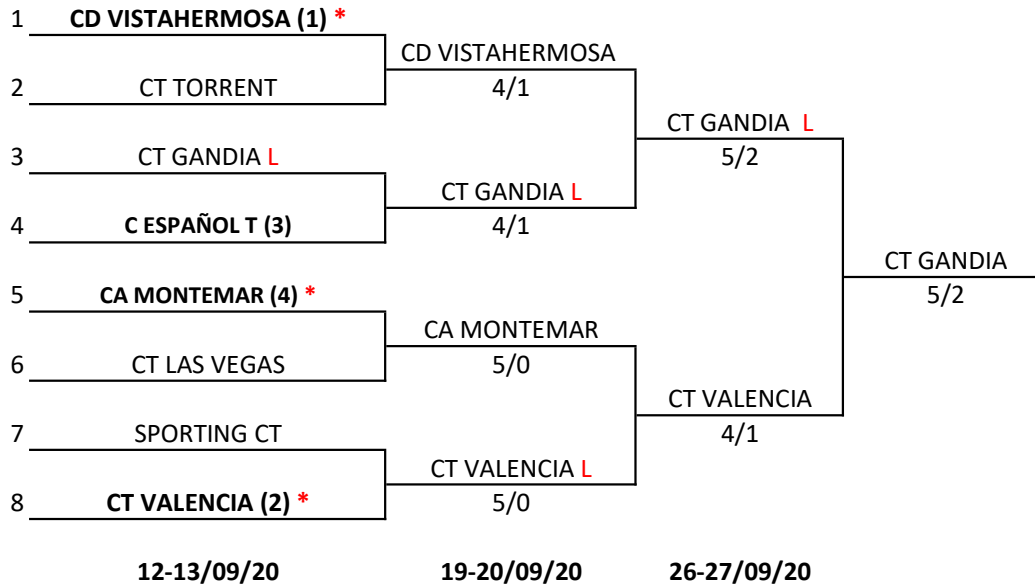 1 CD VISTAHERMOSA (1) *
CD VISTAHERMOSA
2 CT TORRENT
4/1
CT GANDIA L
3 CT GANDIA L
5/2
CT GANDIA L
4 C ESPAÑOL T (3)
4/1
CT GANDIA
5 CA MONTEMAR (4) *
5/2
CA MONTEMAR
6 CT LAS VEGAS
5/0
CT VALENCIA
7 SPORTING CT
4/1
CT VALENCIA L
8 CT VALENCIA (2) *
5/0
12-13/09/20 19-20/09/20 26-27/09/20